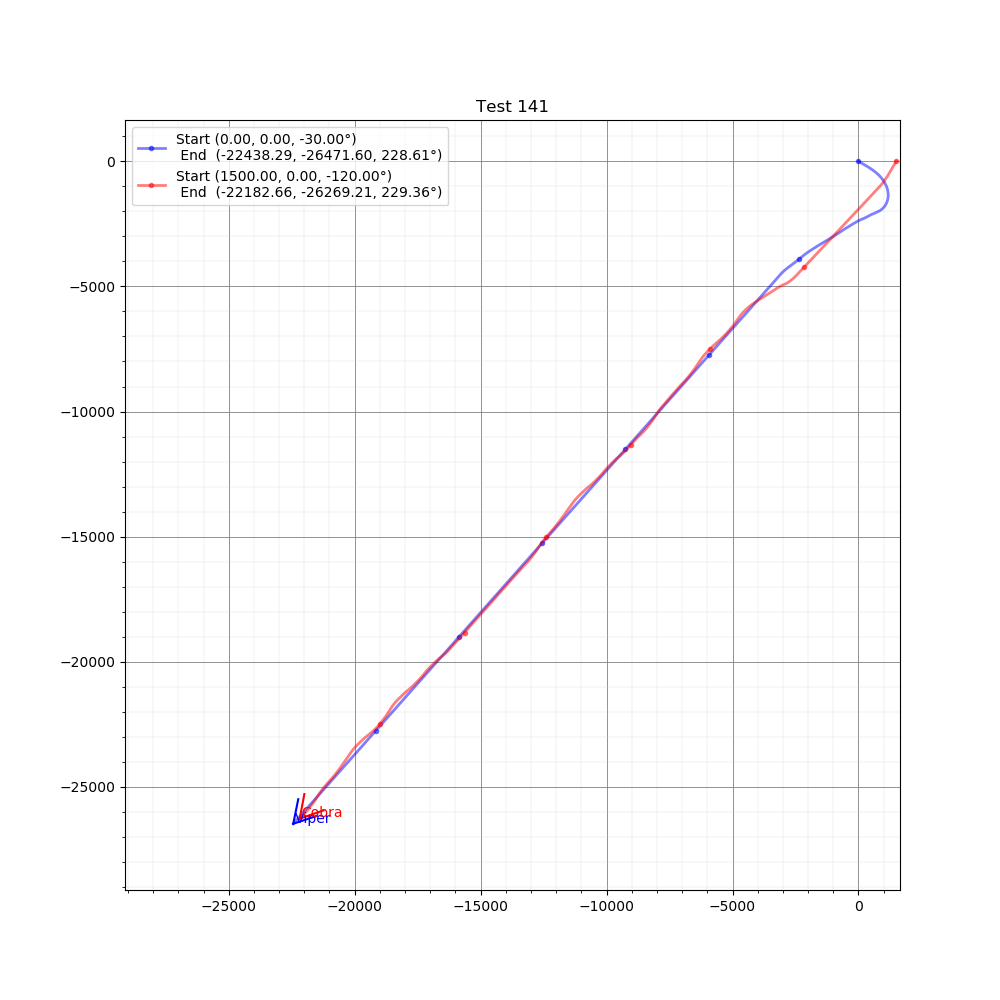 Test 141
Start (0.00, 0.00, -30.00°)
End (-22438.29, -26471.60, 228.61°)
Start (1500.00, 0.00, -120.00°)
End (-22182.66, -26269.21, 229.36°)
0
−5000
−10000
−15000
−20000
−25000
Cobra
−25000 −20000 −15000 −10000 −5000 0